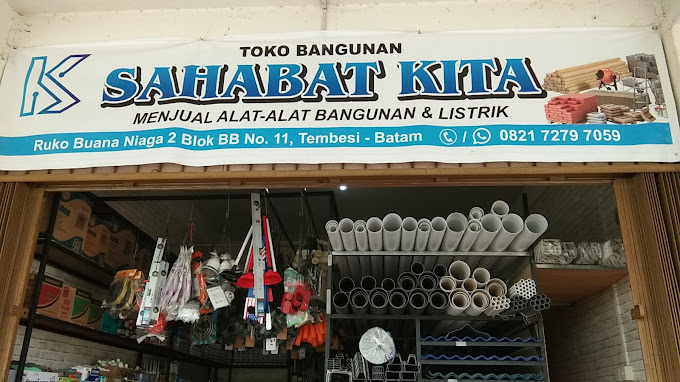 TOKO BANGUNAN
SAHABAT KITA
MENJUAL ALAT-ALAT BANGUNAN & LISTRIK
Ruko Buana Niaga 2 Blok BB No. 11, Tembesi - Batam / 0821 7279 7059